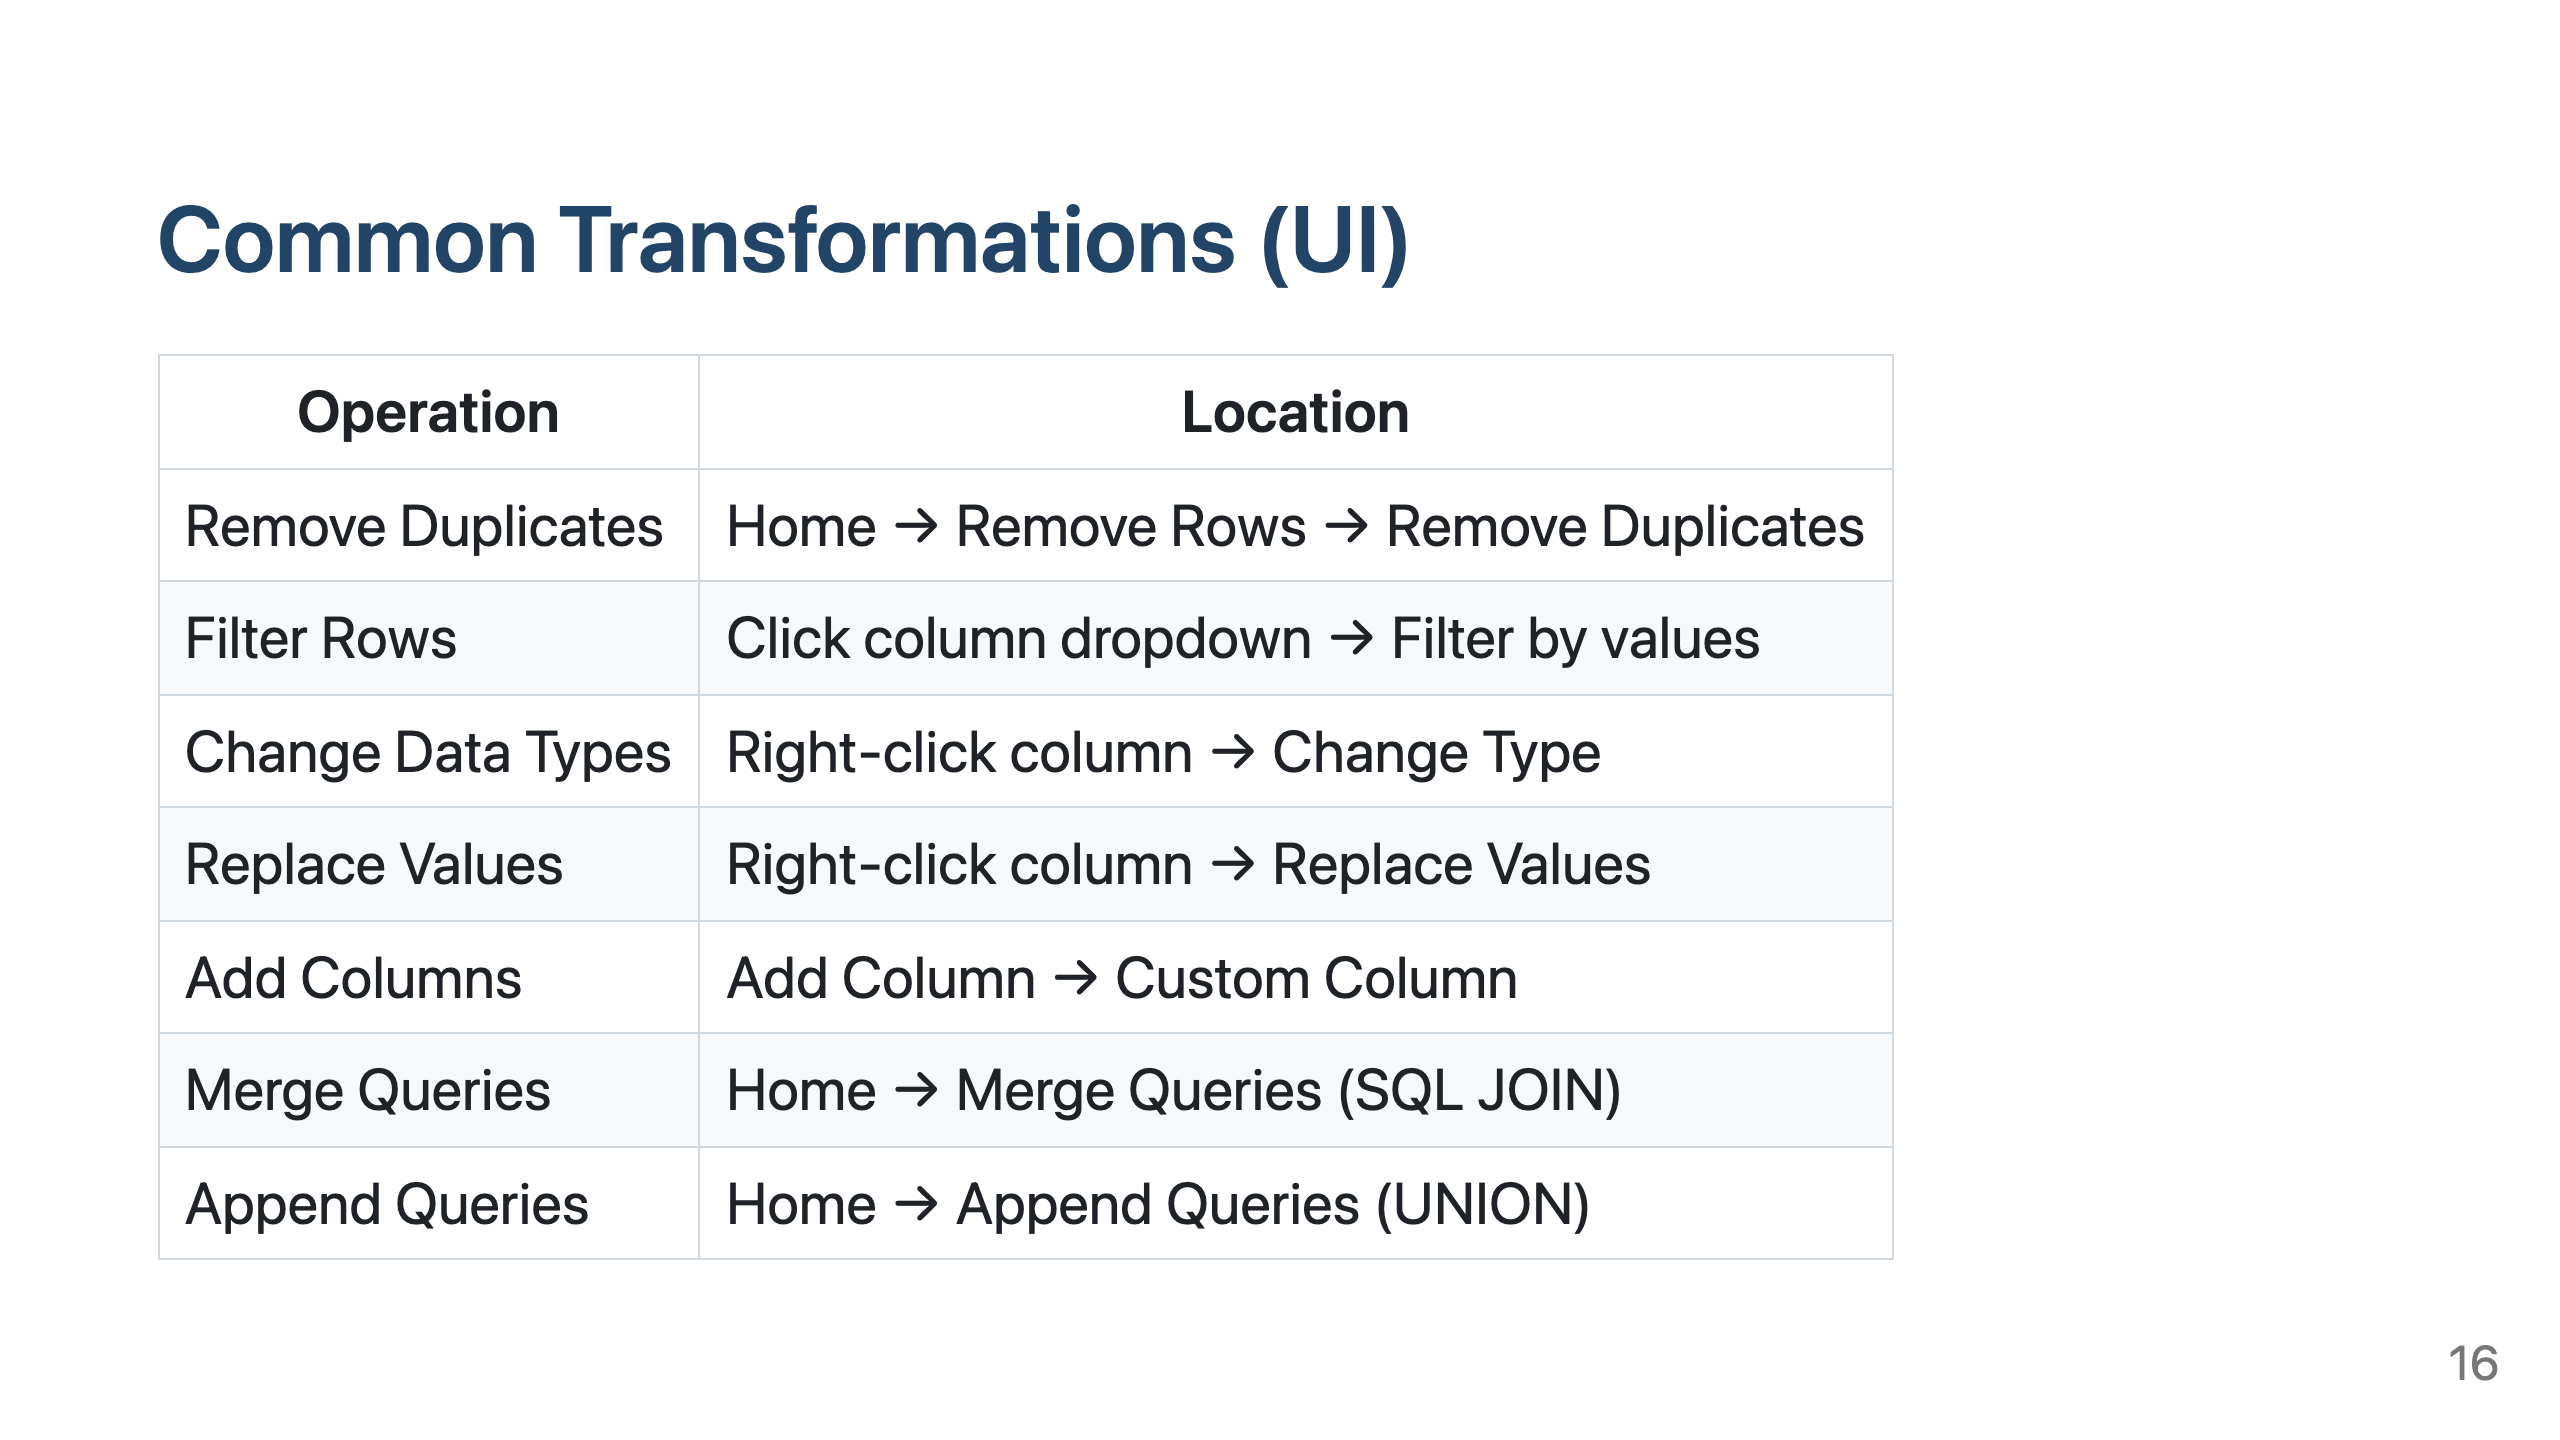 Common Transformations (UI)
Operation Location
Remove Duplicates Home → Remove Rows → Remove Duplicates
Filter Rows Click column dropdown → Filter by values
Change Data Types Right-click column → Change Type
Replace Values Right-click column → Replace Values
Add Columns Add Column → Custom Column
Merge Queries Home → Merge Queries (SQL JOIN)
Append Queries Home → Append Queries (UNION)
16